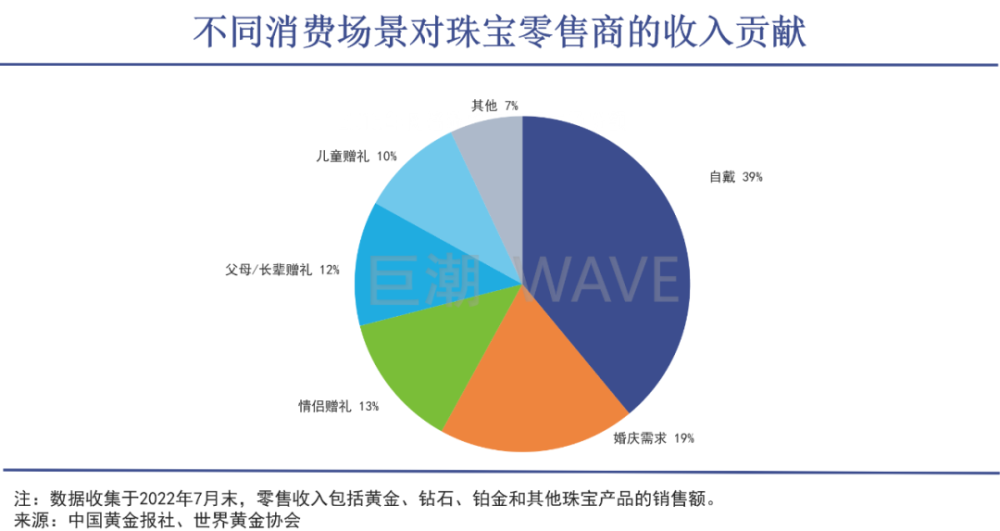 不同消费场景对珠宝零售商的收入贡献
其他 7%
儿童赠礼 10%
自戴 39%
父母/长辈赠礼 12%
巨潮 WAVE
情侣赠礼 13%
婚庆需求 19%
注：数据收集于2022年7月末，零售收入包括黄金、钻石、铂金和其他珠宝产品的销售额。
来源：中国黄金报社、世界黄金协会